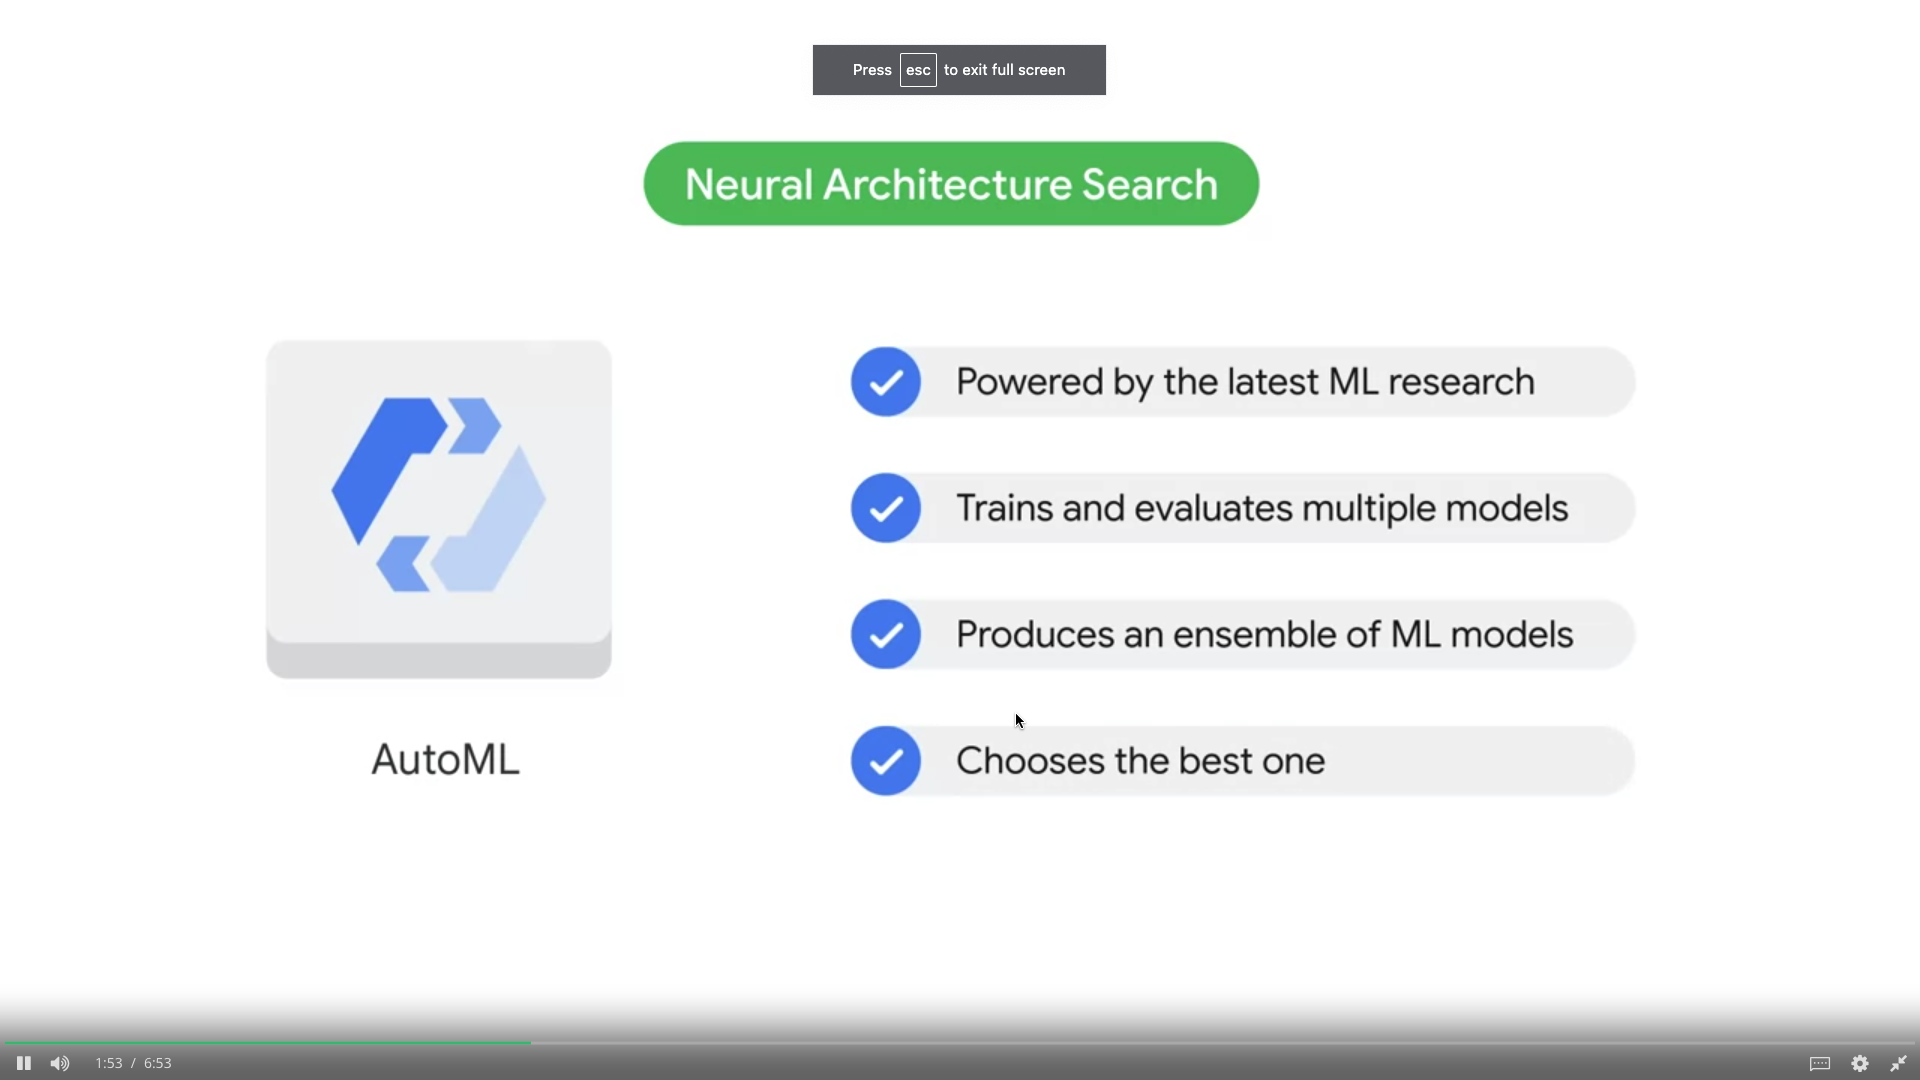 Press esc to exit full screen
Neural Architecture Search
Powered by the latest ML research
Trains and evaluates multiple models
Produces an ensemble of ML models
Chooses the best one
AutoML
1:53 / 6:53